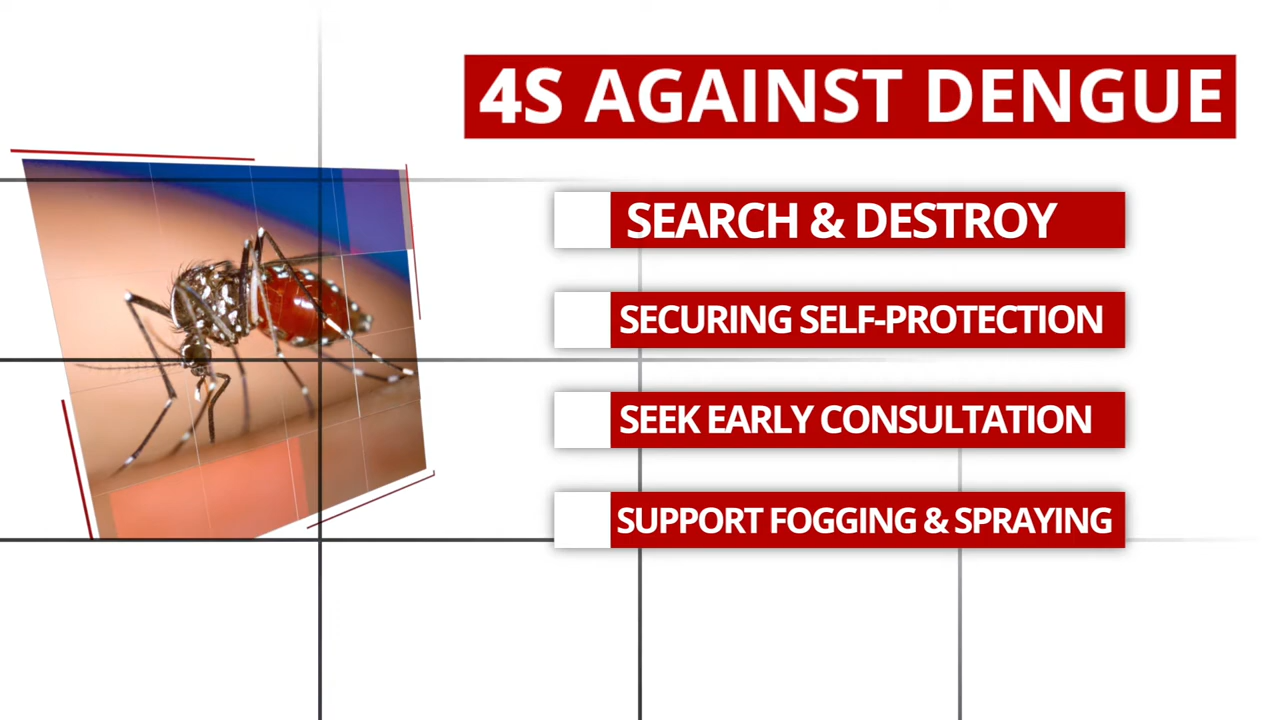 4S AGAINST DENGUE
SEARCH & DESTROY
SECURING SELF-PROTECTION
SEEK EARLY CONSULTATION
SUPPORT FOGGING & SPRAYING